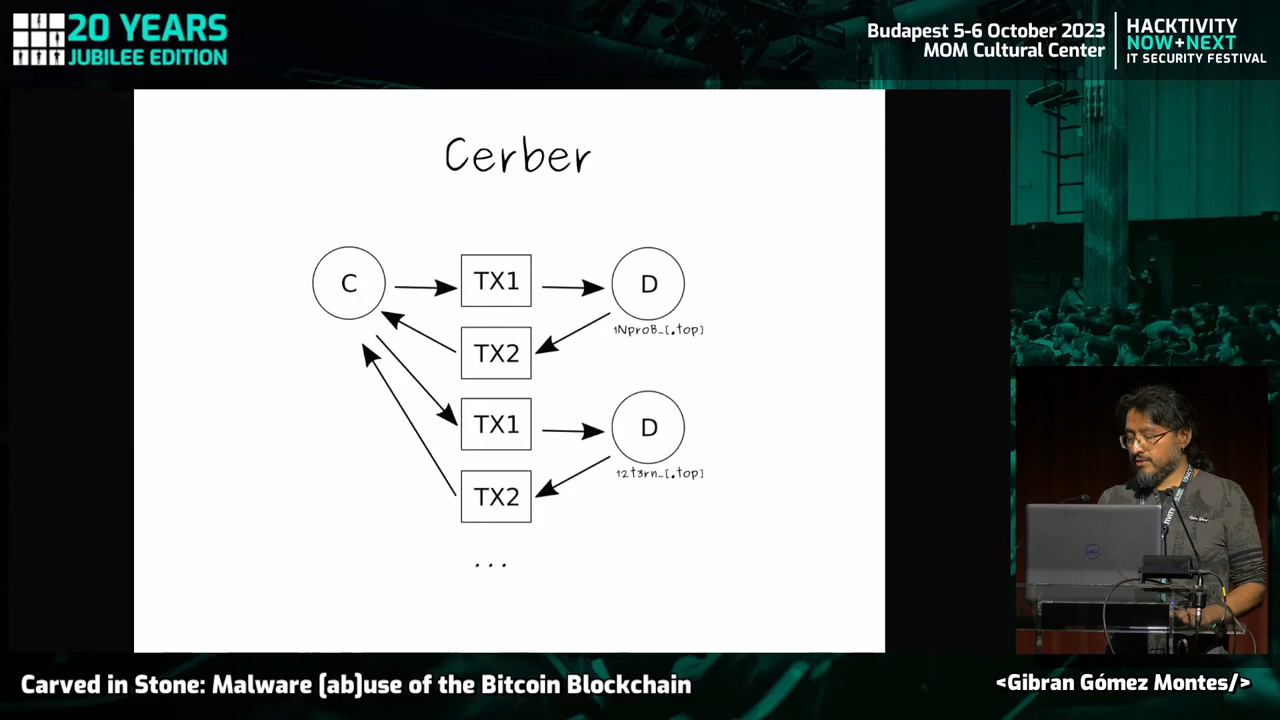 20 YEARS
JUBILEE EDITION
Budapest 5-6 October 2023
MOM Cultural Center
HACKTIVITY
NOW+NEXT
IT SECURITY FESTIVAL
Cerber
C
TX1
D
1NproB_[.top]
TX2
TX1
D
12t3rn_[.top]
TX2
...
DELL
Carved in Stone: Malware [ab]use of the Bitcoin Blockchain
<Gibran Gómez Montes/>